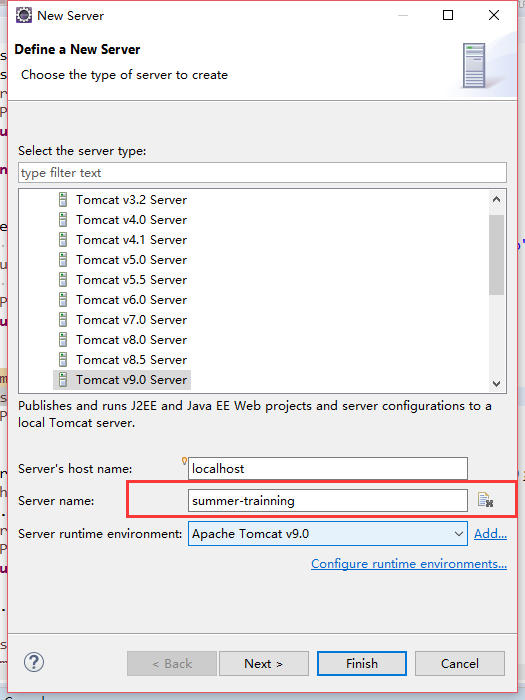 New Server
Define a New Server
Choose the type of server to create
Select the server type:
type filter text
Tomcat v3.2 Server
Tomcat v4.0 Server
Tomcat v4.1 Server
Tomcat v5.0 Server
Tomcat v5.5 Server
Tomcat v6.0 Server
Tomcat v7.0 Server
Tomcat v8.0 Server
Tomcat v8.5 Server
Tomcat v9.0 Server
Publishes and runs J2EE and Java EE Web projects and server configurations to a
local Tomcat server.
Server's host name: localhost
Server name: summer-trainning
Server runtime environment: Apache Tomcat v9.0 Add...
Configure runtime environments...
? < Back Next > Finish Cancel